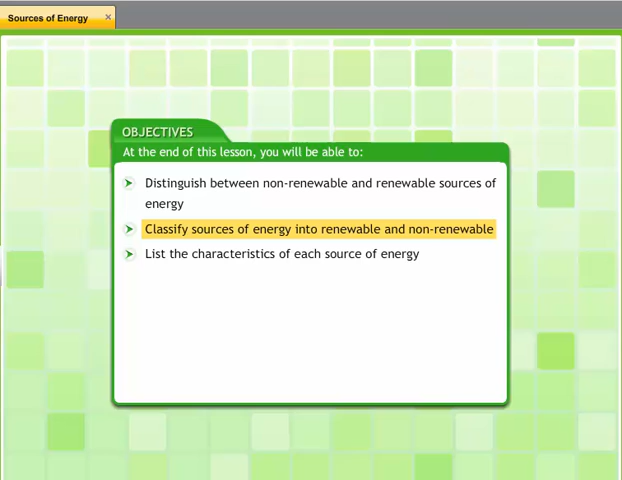 Sources of Energy
OBJECTIVES
At the end of this lesson, you will be able to:
Distinguish between non-renewable and renewable sources of
energy
Classify sources of energy into renewable and non-renewable
List the characteristics of each source of energy